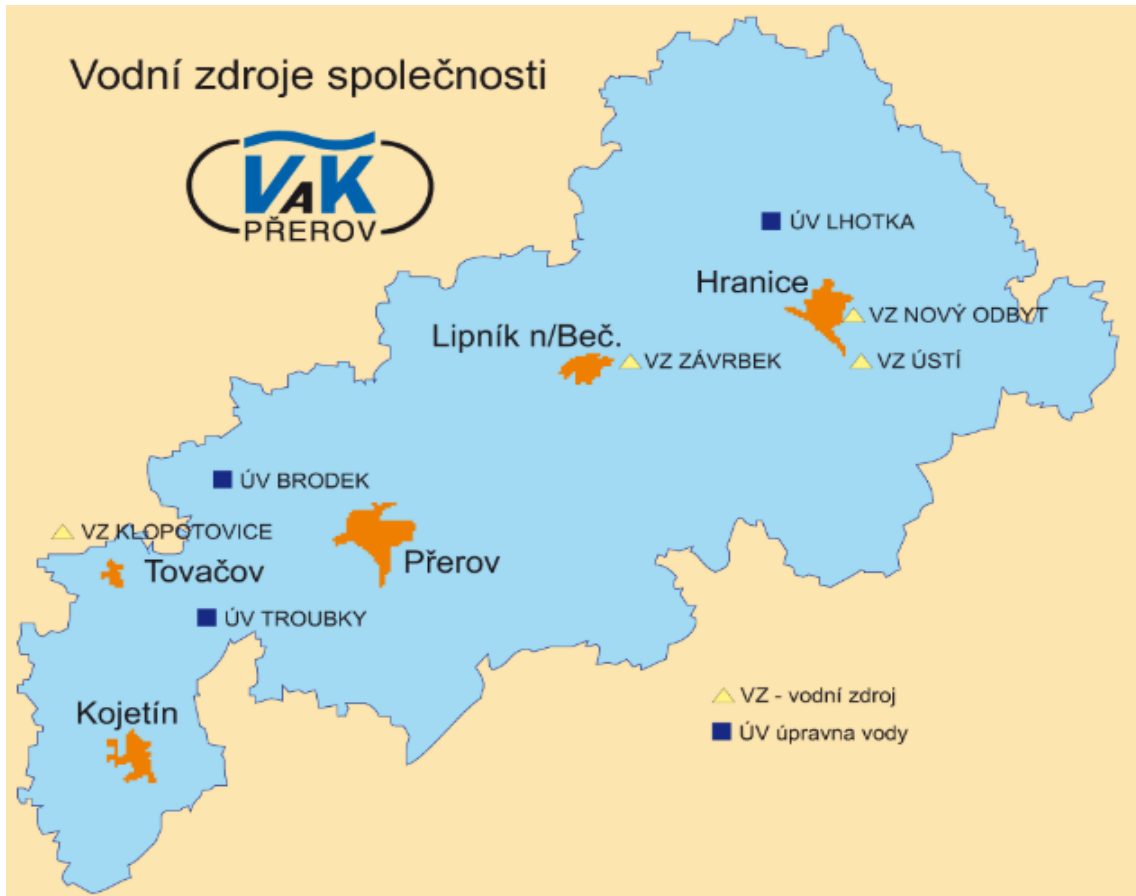 Vodní zdroje společnosti
VAK
PŘEROV
ÚV LHOTKA
Hranice
VZ NOVÝ ODBYT
Lipník n/Beč.
VZ ZÁVRBEK
VZ ÚSTÍ
ÚV BRODEK
VZ KLOPOTOVICE
Přerov
Tovačov
ÚV TROUBKY
VZ - vodní zdroj
Kojetín
ÚV úpravna vody